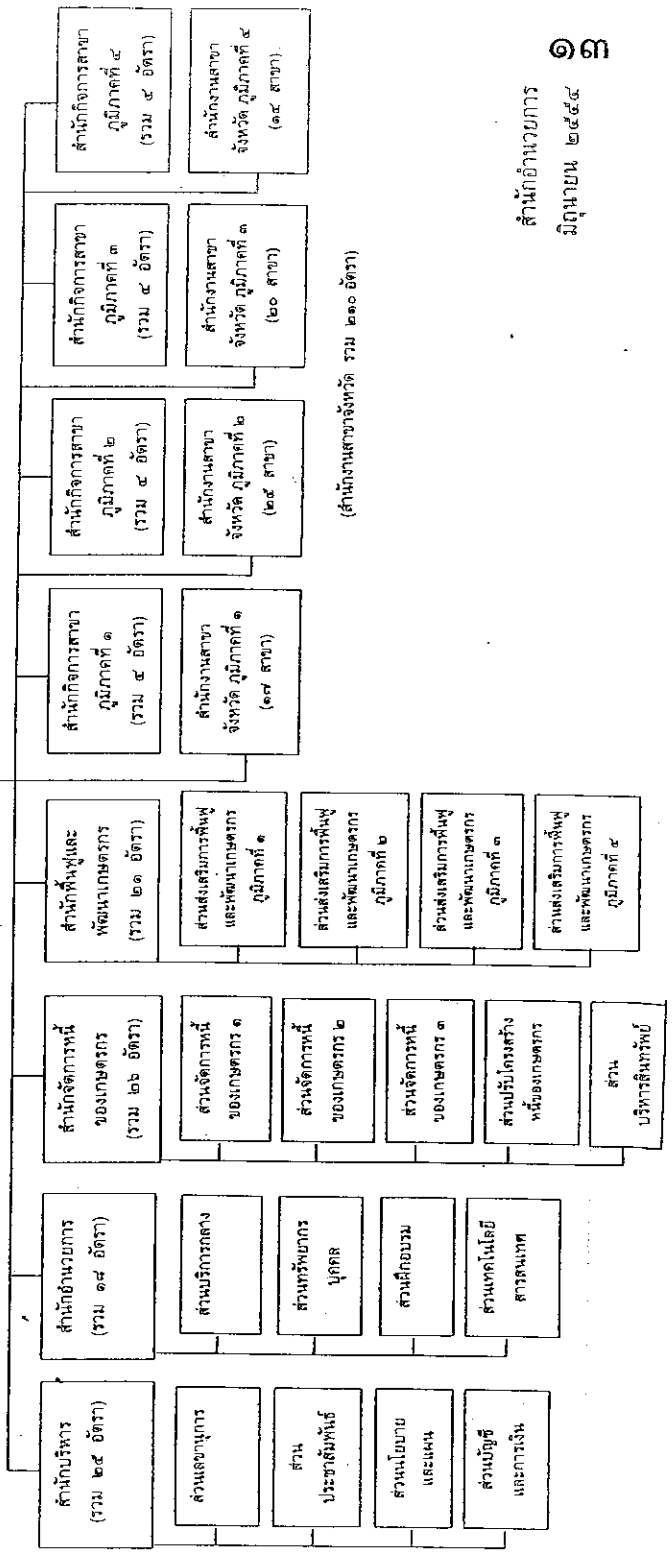 สำนักบริหาร
(รวม ๒๕ อัตรา)
ส่วนเลขานุการ
ส่วน
ประชาสัมพันธ์
ส่วนนโยบาย
และแผน
ส่วนบัญชี
และการเงิน
สำนักอำนวยการ
(รวม ๑๘ อัตรา)
ส่วนบริการกลาง
ส่วนทรัพยากร
บุคคล
ส่วนฝึกอบรม
ส่วนเทคโนโลยี
สารสนเทศ
สำนักจัดการหนี้
ของเกษตรกร
(รวม ๒๖ อัตรา)
ส่วนจัดการหนี้
ของเกษตรกร ๑
ส่วนจัดการหนี้
ของเกษตรกร ๒
ส่วนจัดการหนี้
ของเกษตรกร ๓
ส่วนปรับโครงสร้าง
หนี้ของเกษตรกร
ส่วน
บริหารสินทรัพย์
สำนักฟื้นฟูและ
พัฒนาเกษตรกร
(รวม ๒๑ อัตรา)
ส่วนส่งเสริมการฟื้นฟู
และพัฒนาเกษตรกร
ภูมิภาคที่ ๑
ส่วนส่งเสริมการฟื้นฟู
และพัฒนาเกษตรกร
ภูมิภาคที่ ๒
ส่วนส่งเสริมการฟื้นฟู
และพัฒนาเกษตรกร
ภูมิภาคที่ ๓
ส่วนส่งเสริมการฟื้นฟู
และพัฒนาเกษตรกร
ภูมิภาคที่ ๔
สำนักกิจการสาขา
ภูมิภาคที่ ๑
(รวม ๔ อัตรา)
สำนักงานสาขา
จังหวัด ภูมิภาคที่ ๑
(๑๗ สาขา)
สำนักกิจการสาขา
ภูมิภาคที่ ๒
(รวม ๔ อัตรา)
สำนักงานสาขา
จังหวัด ภูมิภาคที่ ๒
(๒๕ สาขา)
สำนักกิจการสาขา
ภูมิภาคที่ ๓
(รวม ๔ อัตรา)
สำนักงานสาขา
จังหวัด ภูมิภาคที่ ๓
(๒๐ สาขา)
สำนักกิจการสาขา
ภูมิภาคที่ ๔
(รวม ๔ อัตรา)
สำนักงานสาขา
จังหวัด ภูมิภาคที่ ๔
(๑๔ สาขา)
(สำนักงานสาขาจังหวัด รวม ๒๑๐ อัตรา)
สำนักอำนวยการ
มิถุนายน ๒๕๕๔
๑๓